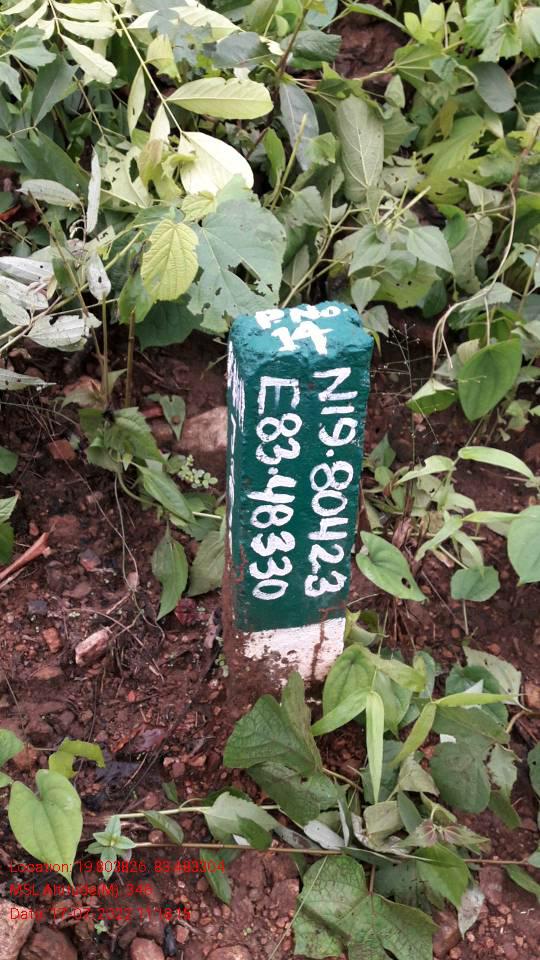 P.No.
14
N19.80423
E83.48330
Location: 19.803826, 83.483304
MSL Altitude(M): 346
Date: 17-07-2022 11:18:15